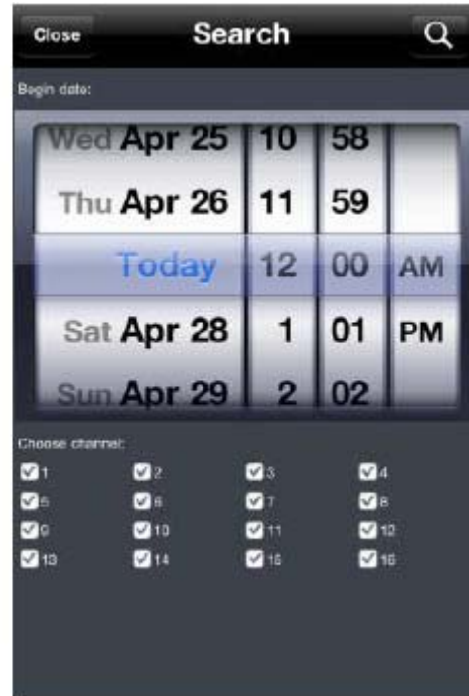 Close Search
Begin date:
Wed Apr 25 10 58
Thu Apr 26 11 59
Today 12 00 AM
Sat Apr 28 1 01 PM
Sun Apr 29 2 02
Choose channel:
1 2 3 4
5 6 7 8
9 10 11 12
13 14 15 16